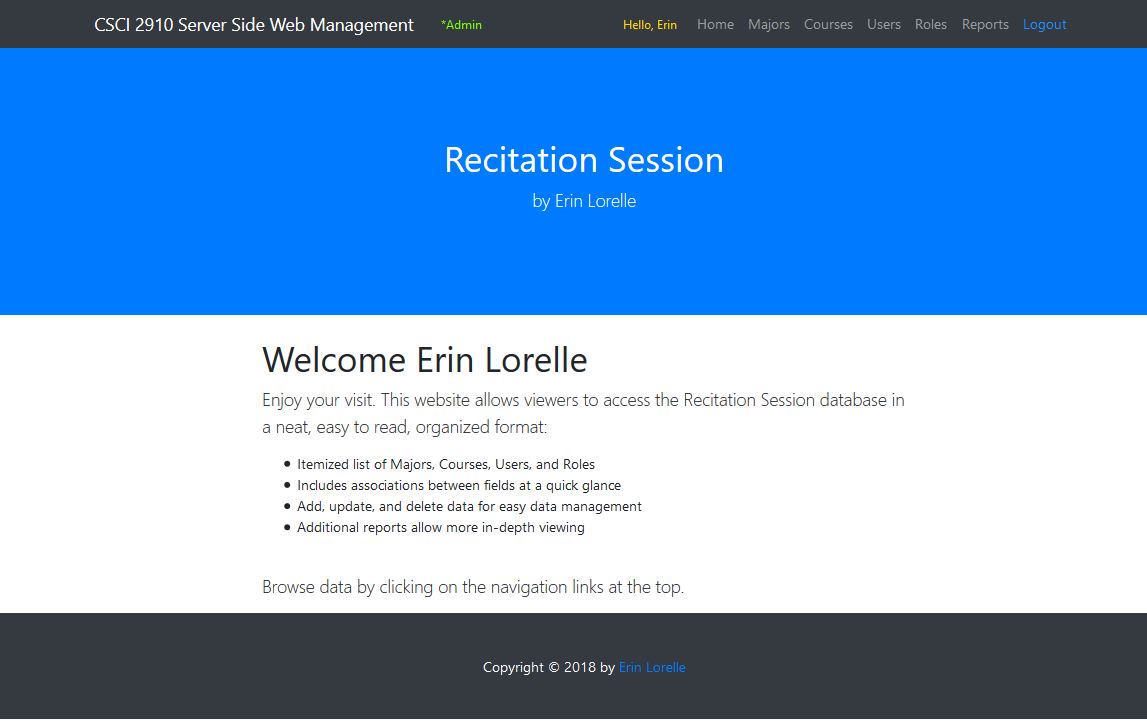 CSCI 2910 Server Side Web Management *Admin Hello, Erin Home Majors Courses Users Roles Reports Logout
Recitation Session
by Erin Lorelle
Welcome Erin Lorelle
Enjoy your visit. This website allows viewers to access the Recitation Session database in
a neat, easy to read, organized format:
• Itemized list of Majors, Courses, Users, and Roles
• Includes associations between fields at a quick glance
• Add, update, and delete data for easy data management
• Additional reports allow more in-depth viewing
Browse data by clicking on the navigation links at the top.
Copyright © 2018 by Erin Lorelle